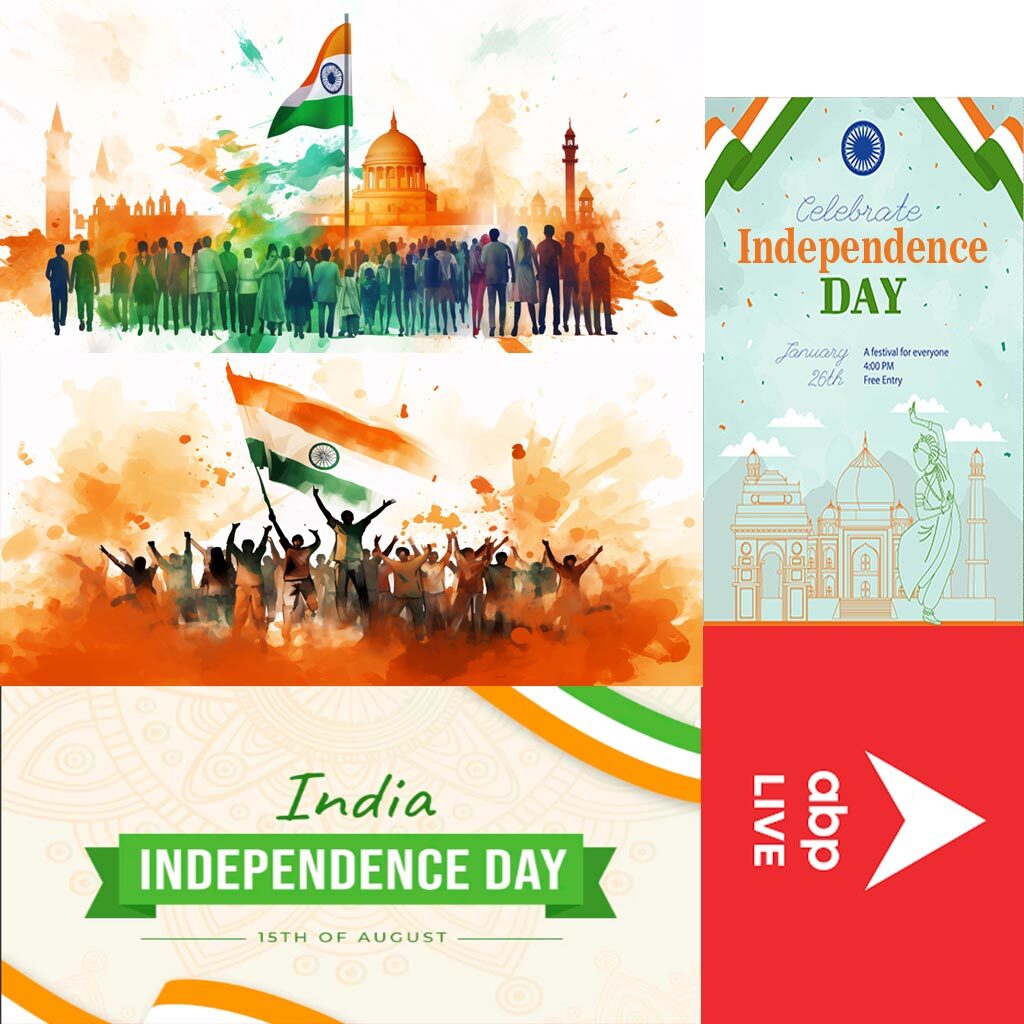 Celebrate
Independence
DAY
January
26th
A festival for everyone
4:00 PM
Free Entry
India
INDEPENDENCE DAY
15TH OF AUGUST
abp
LIVE